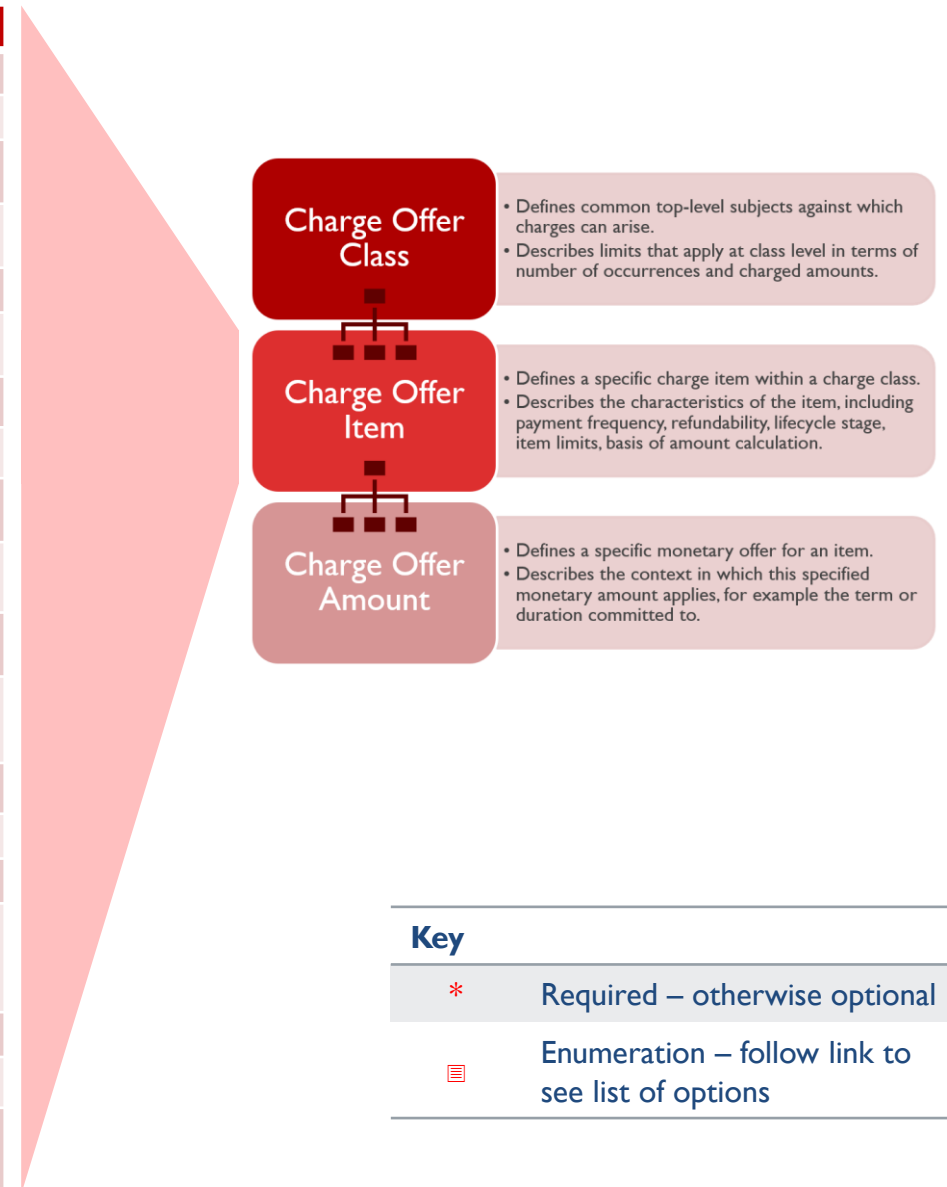 Charge Offer
Class
• Defines common top-level subjects against which
charges can arise.
• Describes limits that apply at class level in terms of
number of occurrences and charged amounts.
Charge Offer
Item
• Defines a specific charge item within a charge class.
• Describes the characteristics of the item, including
payment frequency, refundability, lifecycle stage,
item limits, basis of amount calculation.
Charge Offer
Amount
• Defines a specific monetary offer for an item.
• Describes the context in which this specified
monetary amount applies, for example the term or
duration committed to.
Key
* Required – otherwise optional
Enumeration – follow link to
see list of options